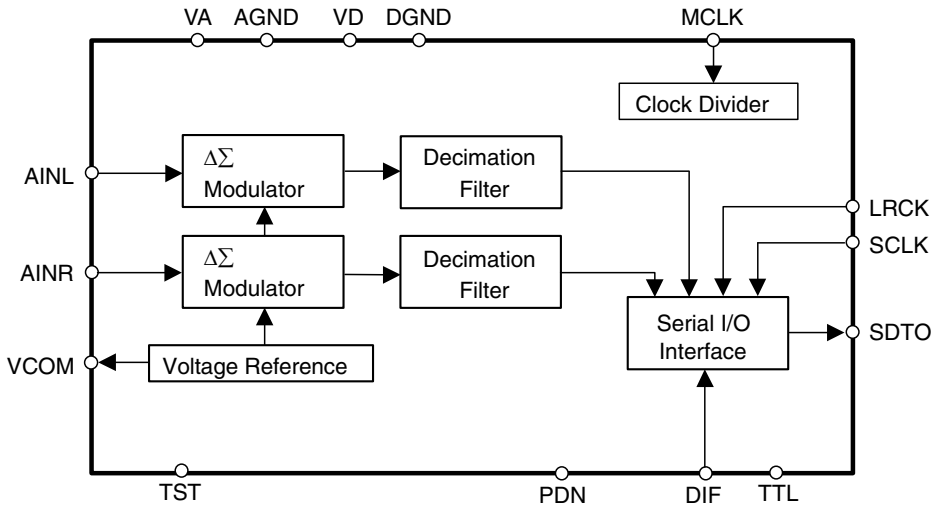 VA AGND VD DGND MCLK
Clock Divider
AINL
ΔΣ
Modulator
Decimation
Filter
LRCK
SCLK
AINR
ΔΣ
Modulator
Decimation
Filter
Serial I/O
Interface
SDTO
VCOM
Voltage Reference
TST PDN DIF TTL